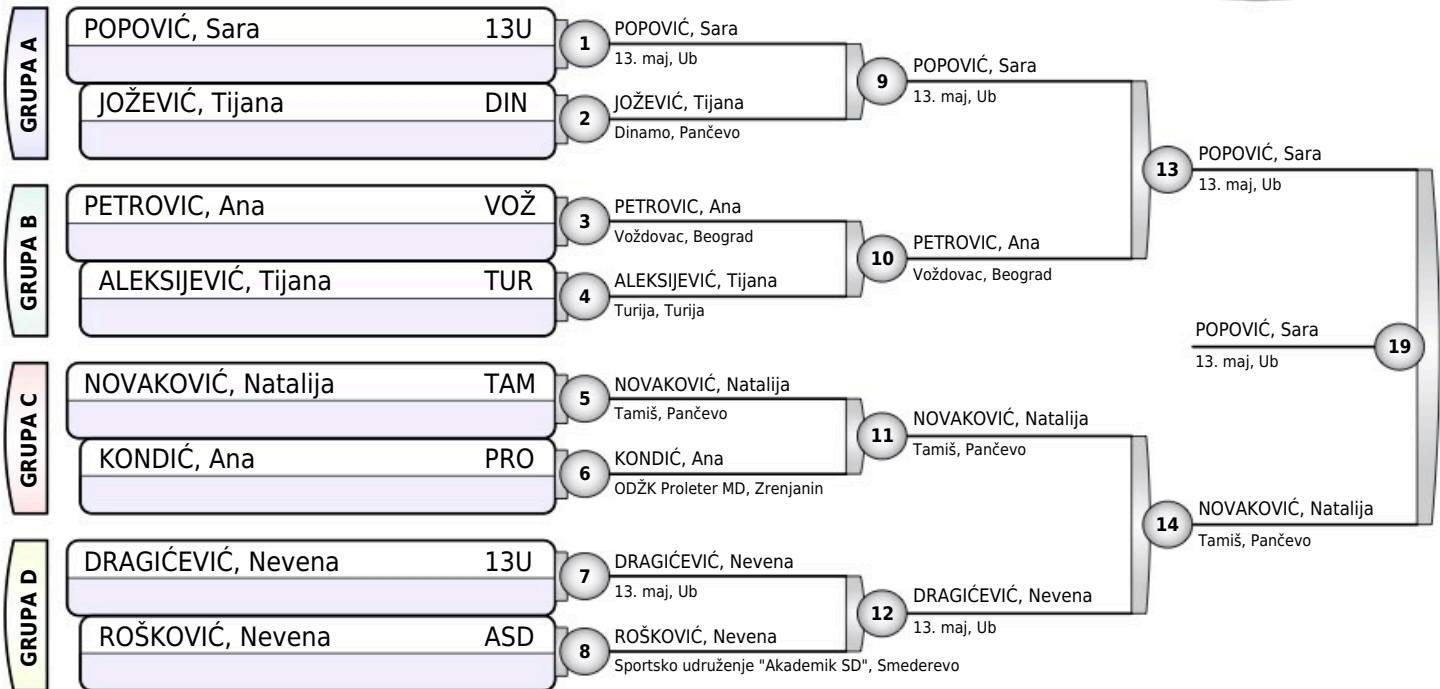 GRUPA A
POPOVIĆ, Sara 13U
JOŽEVIĆ, Tijana DIN
GRUPA B
PETROVIC, Ana VOŽ
ALEKSIJEVIĆ, Tijana TUR
GRUPA C
NOVAKOVIĆ, Natalija TAM
KONDIĆ, Ana PRO
GRUPA D
DRAGIĆEVIĆ, Nevena 13U
ROŠKOVIĆ, Nevena ASD
1
POPOVIĆ, Sara
13. maj, Ub
2
JOŽEVIĆ, Tijana
Dinamo, Pančevo
3
PETROVIC, Ana
Voždovac, Beograd
4
ALEKSIJEVIĆ, Tijana
Turija, Turija
5
NOVAKOVIĆ, Natalija
Tamiš, Pančevo
6
KONDIĆ, Ana
ODŽK Proleter MD, Zrenjanin
7
DRAGIĆEVIĆ, Nevena
13. maj, Ub
8
ROŠKOVIĆ, Nevena
Sportsko udruženje "Akademik SD", Smederevo
9
POPOVIĆ, Sara
13. maj, Ub
10
PETROVIC, Ana
Voždovac, Beograd
11
NOVAKOVIĆ, Natalija
Tamiš, Pančevo
12
DRAGIĆEVIĆ, Nevena
13. maj, Ub
13
POPOVIĆ, Sara
13. maj, Ub
14
NOVAKOVIĆ, Natalija
Tamiš, Pančevo
POPOVIĆ, Sara
13. maj, Ub
19